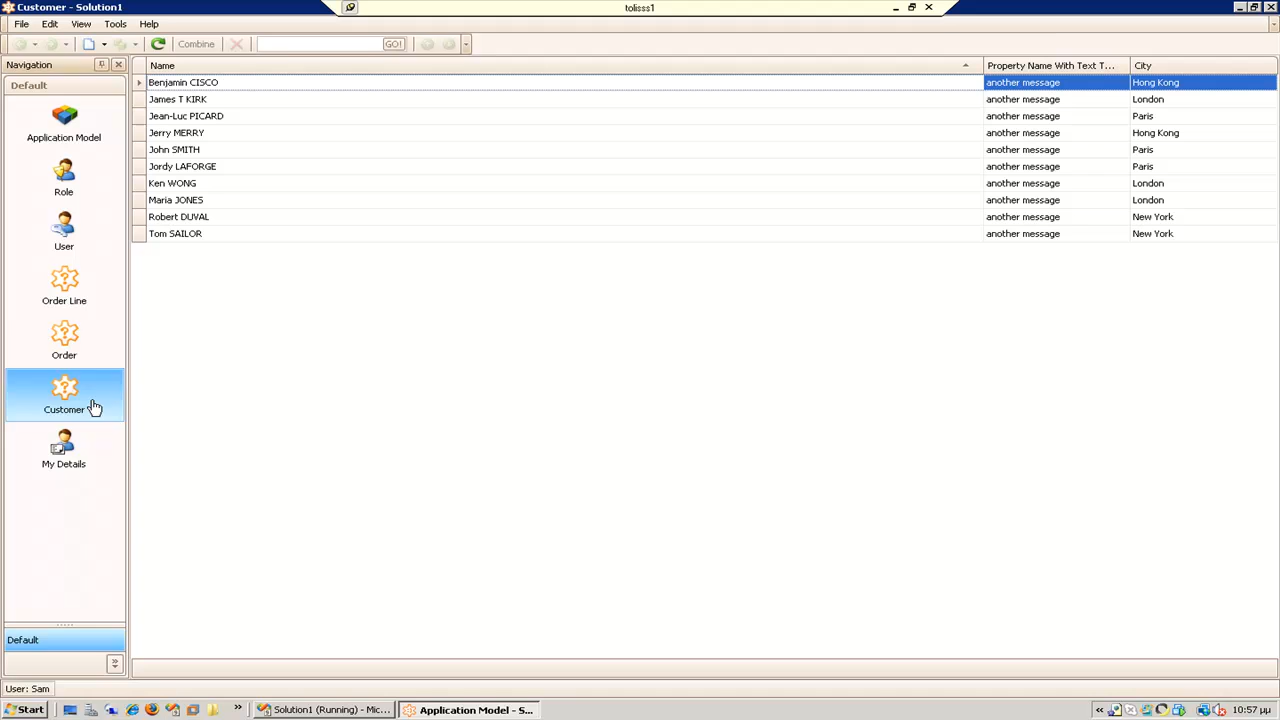 Customer - Solution1
tolisss1
File Edit View Tools Help
Combine GO!
Navigation
Default
Application Model
Role
User
Order Line
Order
Customer
My Details
Default
Name Property Name With Text T... City
Benjamin CISCO another message Hong Kong
James T KIRK another message London
Jean-Luc PICARD another message Paris
Jerry MERRY another message Hong Kong
John SMITH another message Paris
Jordy LAFORGE another message Paris
Ken WONG another message London
Maria JONES another message London
Robert DUVAL another message New York
Tom SAILOR another message New York
User: Sam
Start Solution1 (Running) - Mic... Application Model - S... 10:57 μμ